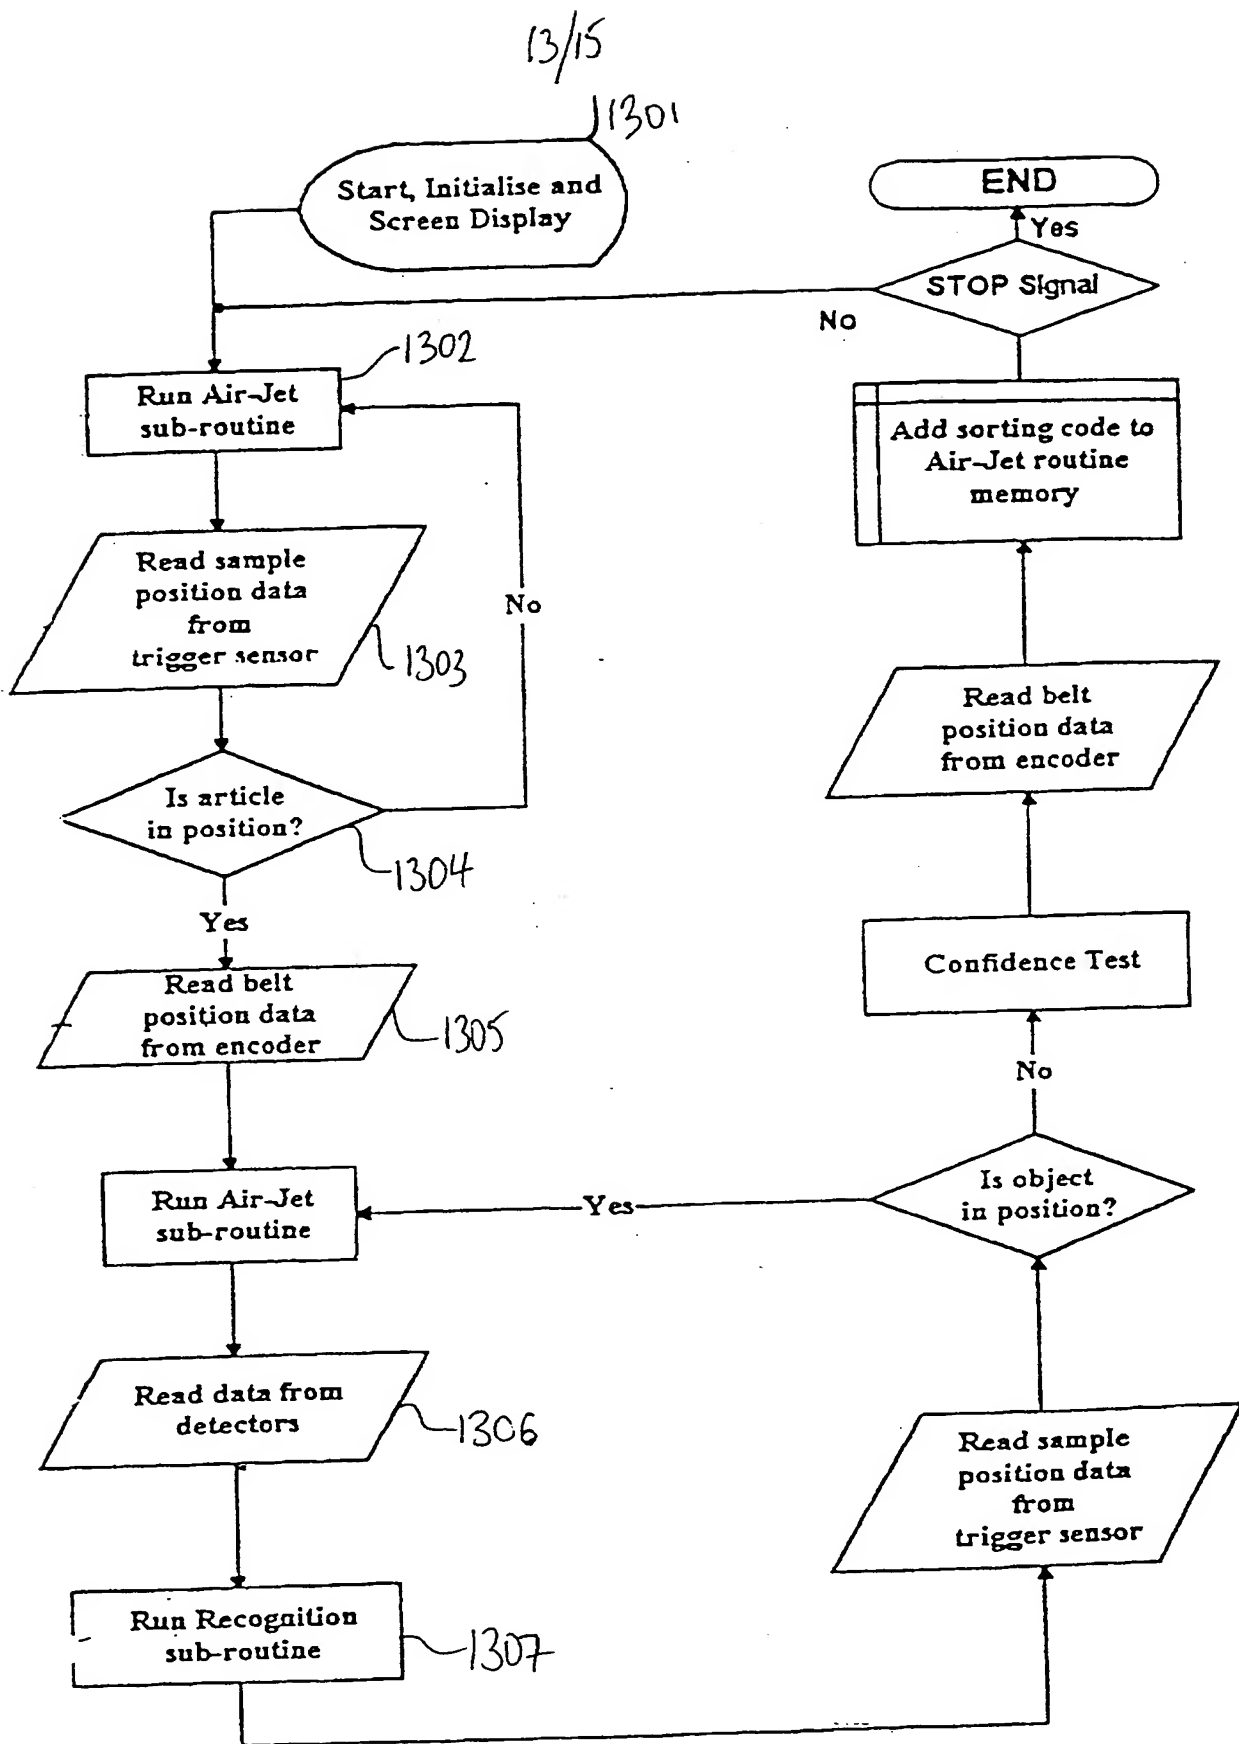 13/15
1301
Start, Initialise and
Screen Display
1302
Run Air-Jet
sub-routine
Read sample
position data
from
trigger sensor
1303
No
Is article
in position?
1304
Yes
Read belt
position data
from encoder
1305
Run Air-Jet
sub-routine
Read data from
detectors
1306
Run Recognition
sub-routine
1307
END
Yes
STOP Signal
No
Add sorting code to
Air-Jet routine
memory
Read belt
position data
from encoder
Confidence Test
No
Is object
in position?
Yes
Read sample
position data
from
trigger sensor